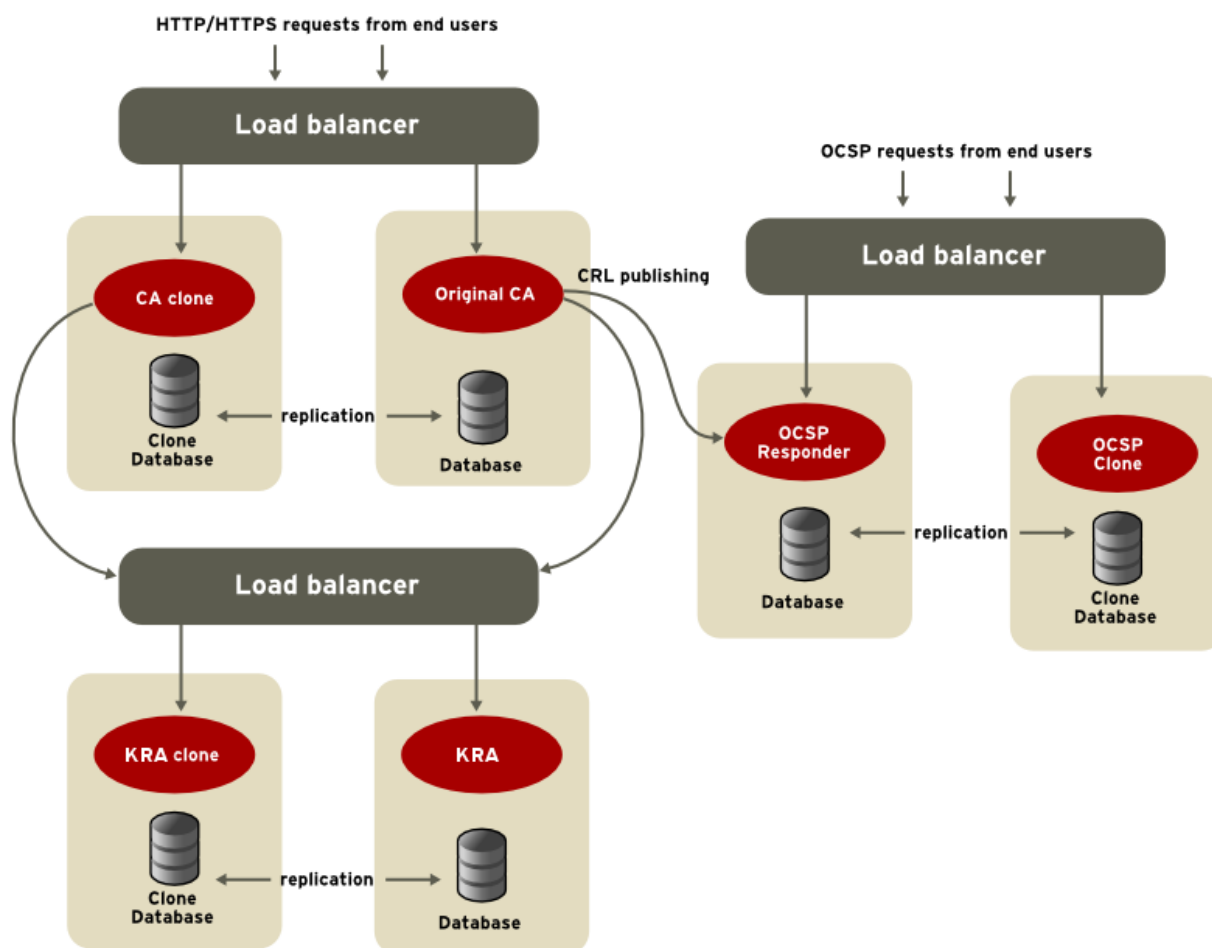 HTTP/HTTPS requests from end users
Load balancer
OCSP requests from end users
Load balancer
CA clone
Original CA
CRL publishing
replication
Clone
Database
Database
OCSP
Responder
OCSP
Clone
replication
Database
Clone
Database
Load balancer
KRA clone
KRA
replication
Clone
Database
Database